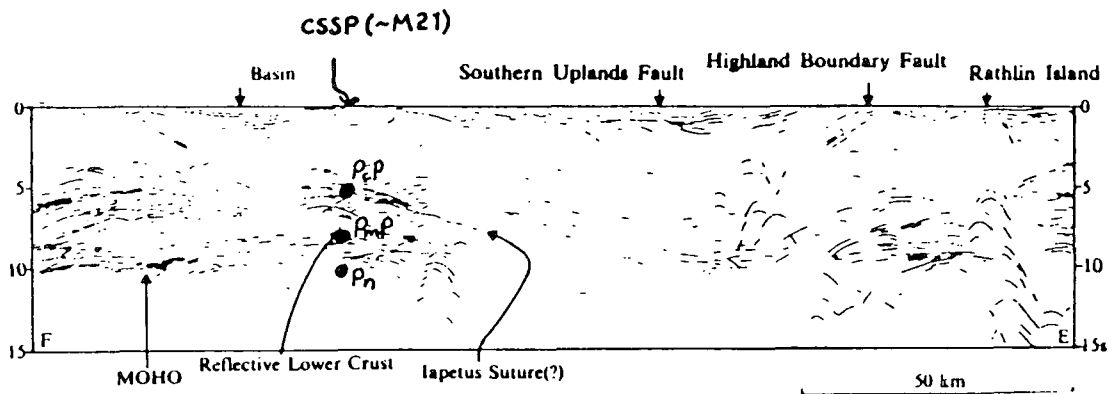 CSSP (~M21)
Basin
Southern Uplands Fault
Highland Boundary Fault
Rathlin Island
0
0
PcP
5
5
PmP
10
Pn
10
F
E
15
15s
MOHO
Reflective Lower Crust
Iapetus Suture(?)
50 km